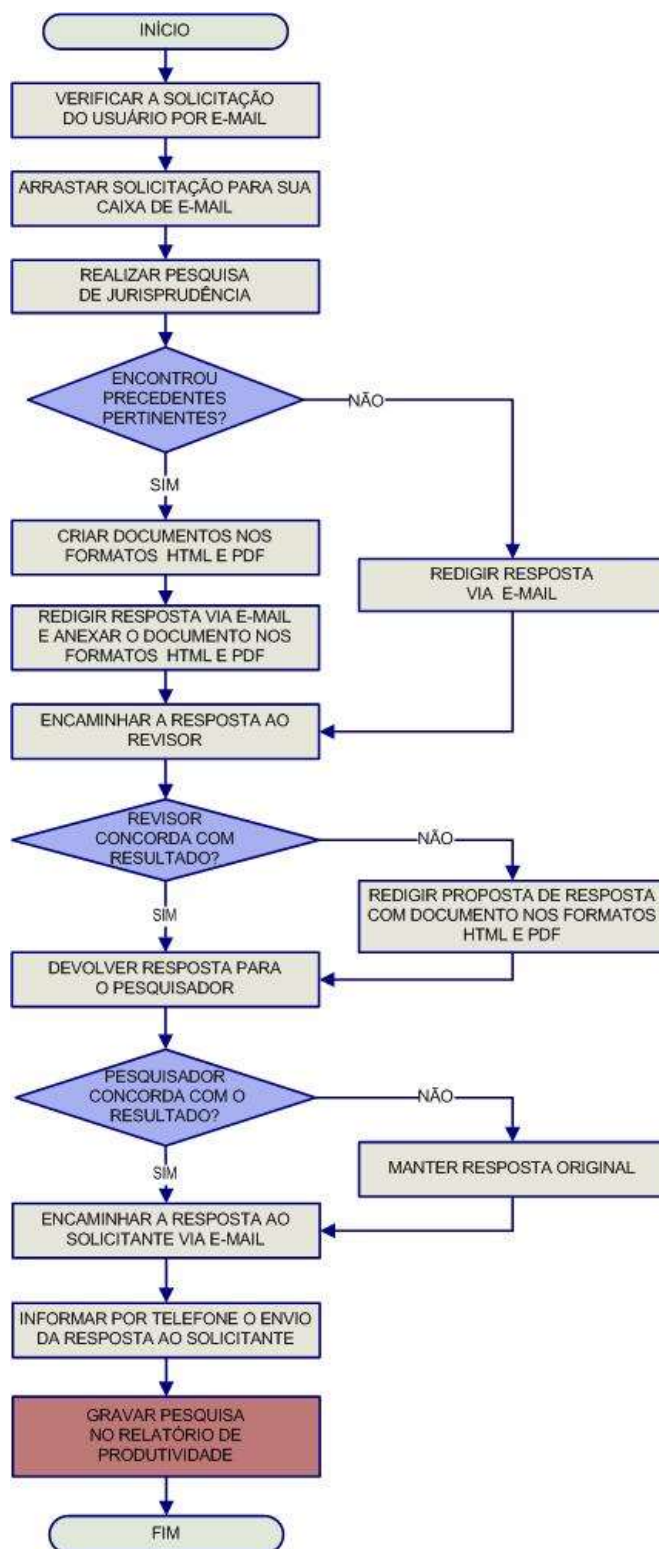 INÍCIO
VERIFICAR A SOLICITAÇÃO
DO USUÁRIO POR E-MAIL
ARRASTAR SOLICITAÇÃO PARA SUA
CAIXA DE E-MAIL
REALIZAR PESQUISA
DE JURISPRUDÊNCIA
ENCONTROU
PRECEDENTES
PERTINENTES?
NÃO
SIM
CRIAR DOCUMENTOS NOS
FORMATOS HTML E PDF
REDIGIR RESPOSTA
VIA E-MAIL
REDIGIR RESPOSTA VIA E-MAIL
E ANEXAR O DOCUMENTO NOS
FORMATOS HTML E PDF
ENCAMINHAR A RESPOSTA AO
REVISOR
REVISOR
CONCORDA COM
RESULTADO?
NÃO
SIM
REDIGIR PROPOSTA DE RESPOSTA
COM DOCUMENTO NOS FORMATOS
HTML E PDF
DEVOLVER RESPOSTA PARA
O PESQUISADOR
PESQUISADOR
CONCORDA COM O
RESULTADO?
NÃO
SIM
MANTER RESPOSTA ORIGINAL
ENCAMINHAR A RESPOSTA AO
SOLICITANTE VIA E-MAIL
INFORMAR POR TELEFONE O ENVIO
DA RESPOSTA AO SOLICITANTE
GRAVAR PESQUISA
NO RELATÓRIO DE
PRODUTIVIDADE
FIM